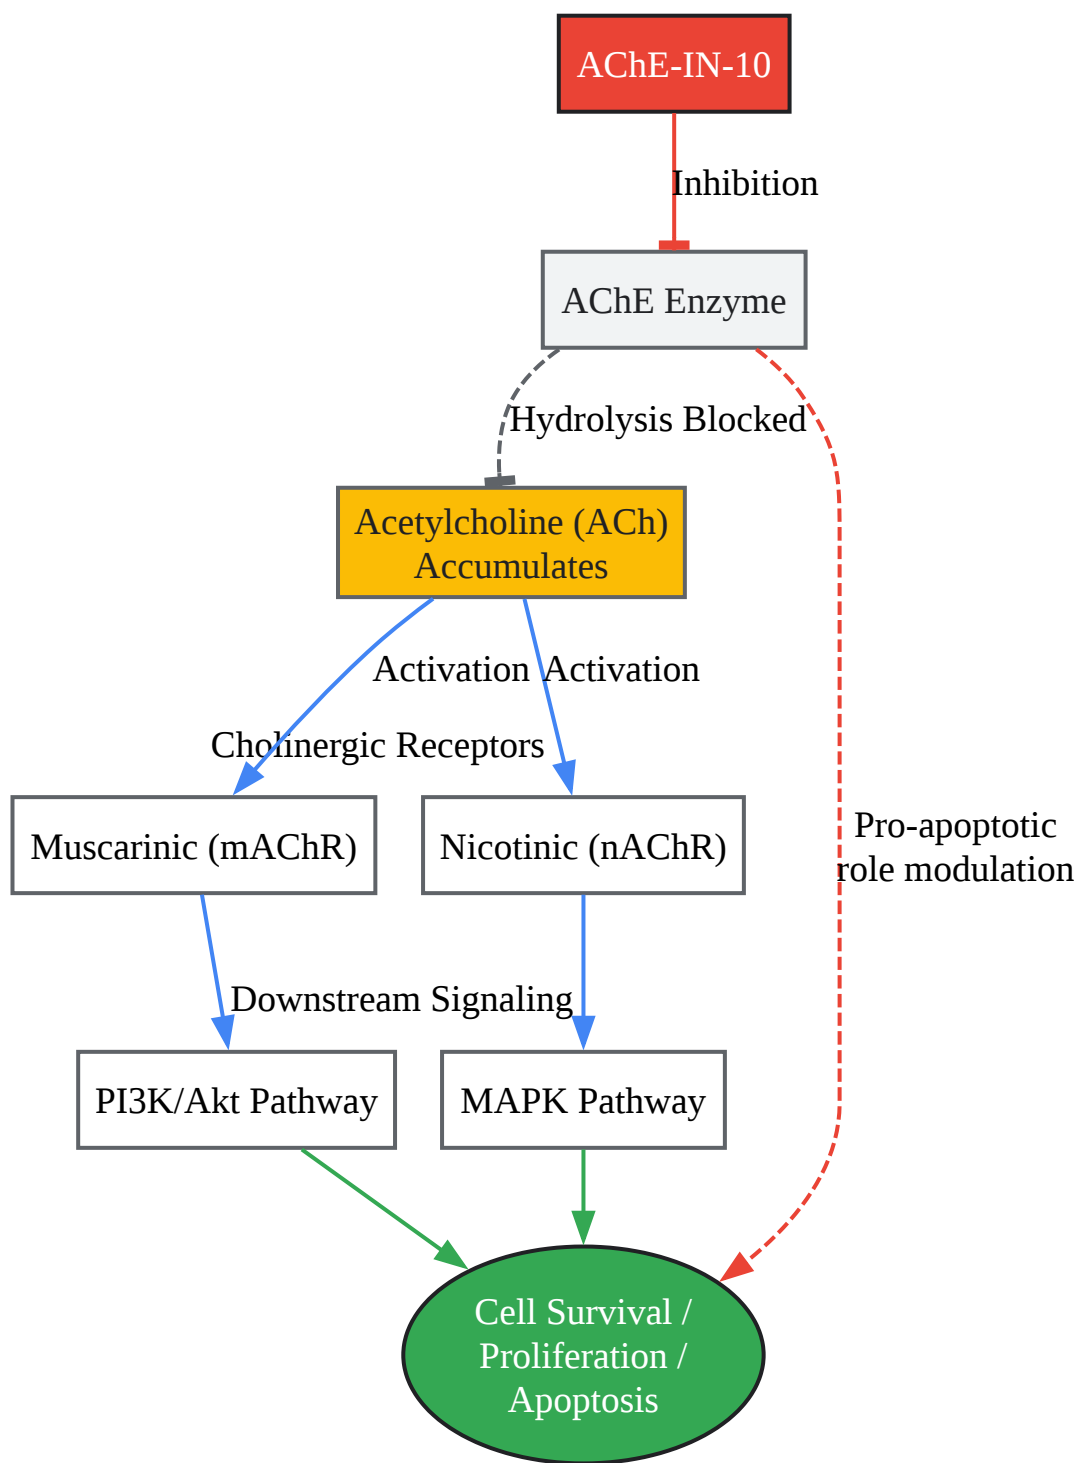 AChE-IN-10
Inhibition
AChE Enzyme
Hydrolysis Blocked
Acetylcholine (ACh)
Accumulates
Activation
Activation
Cholinergic Receptors
Muscarinic (mAChR)
Nicotinic (nAChR)
Pro-apoptotic
role modulation
Downstream Signaling
PI3K/Akt Pathway
MAPK Pathway
Cell Survival /
Proliferation /
Apoptosis